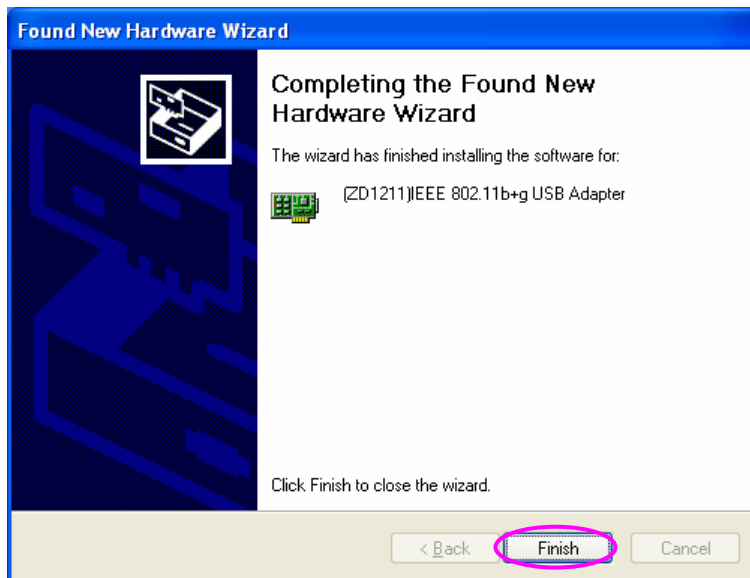 Found New Hardware Wizard
Completing the Found New
Hardware Wizard
The wizard has finished installing the software for:
(ZD1211)IEEE 802.11b+g USB Adapter
Click Finish to close the wizard.
< Back
Finish
Cancel